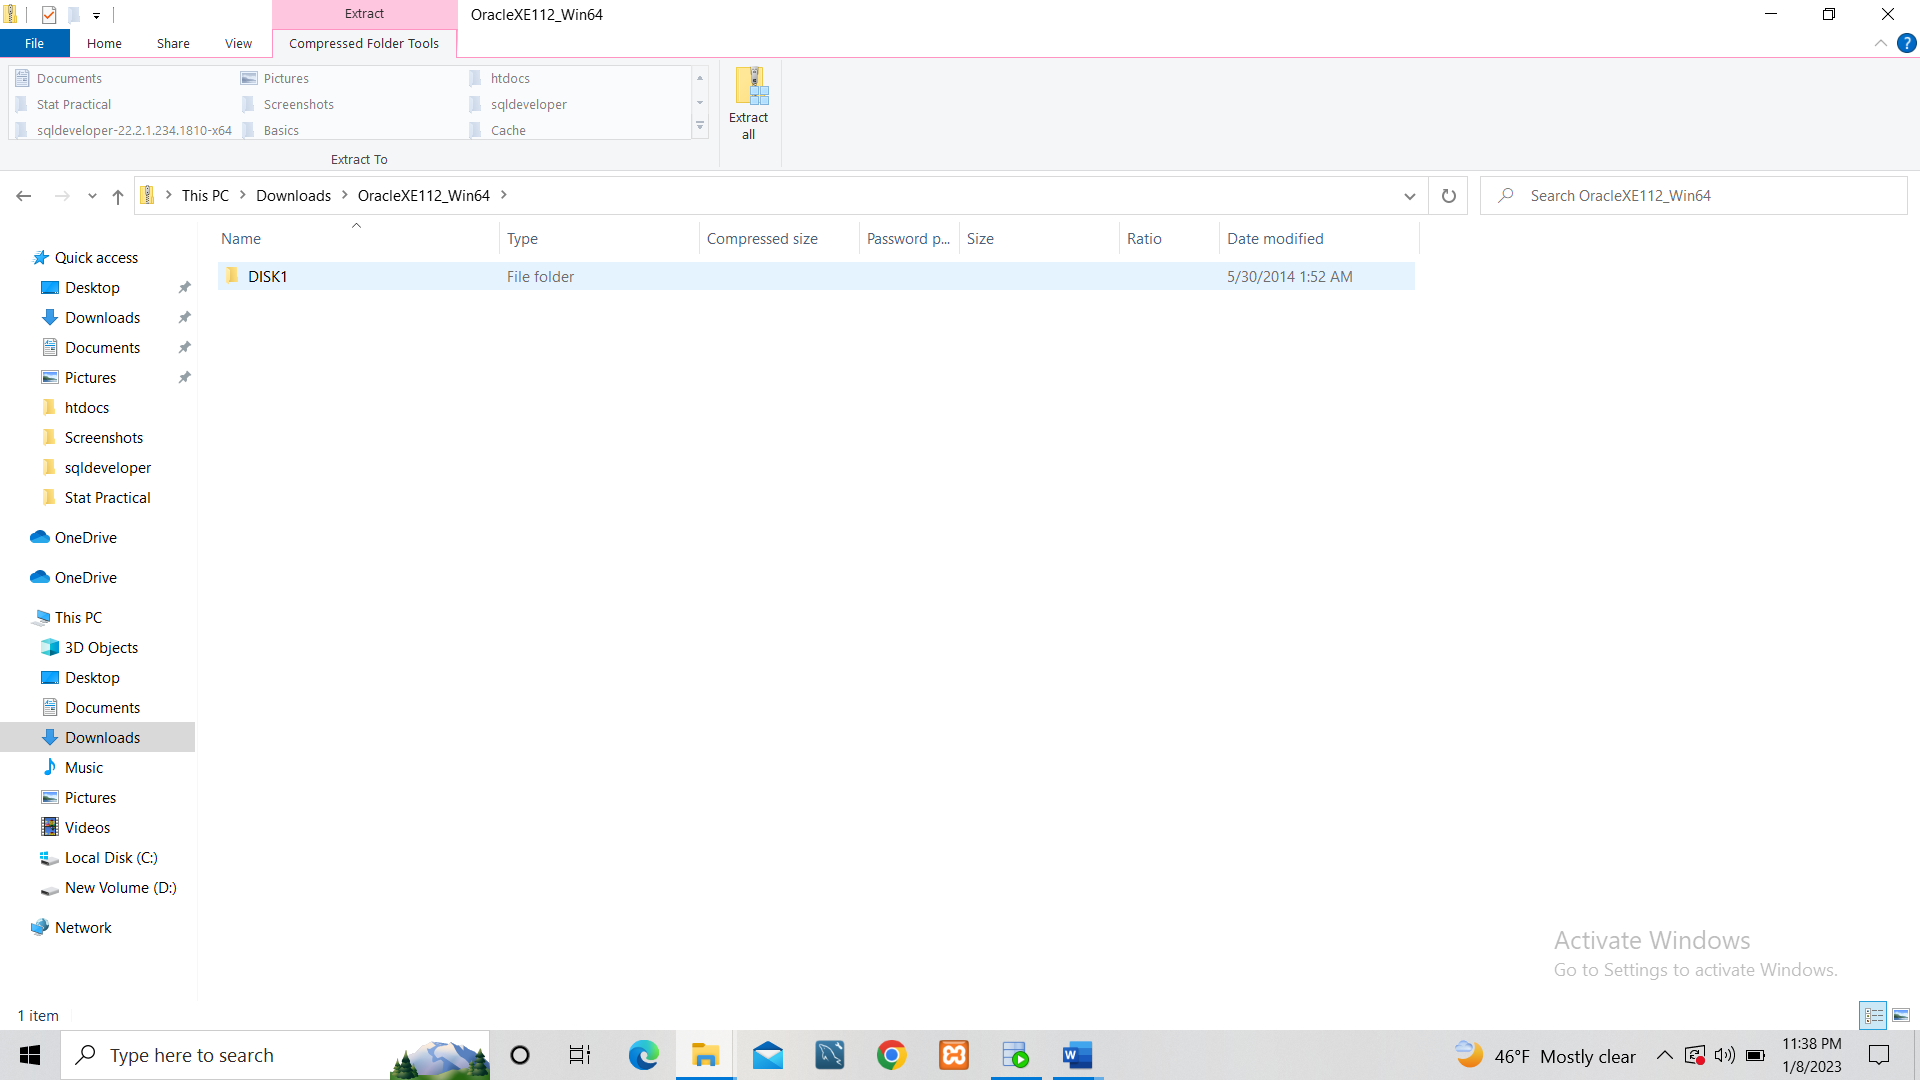 Extract
OracleXE112_Win64
File
Home
Share
View
Compressed Folder Tools
?
Documents
Pictures
htdocs
Stat Practical
Screenshots
sqldeveloper
sqldeveloper-22.2.1.234.1810-x64
Basics
Cache
Extract
all
Extract To
This PC
Downloads
OracleXE112_Win64
Search OracleXE112_Win64
Name
Type
Compressed size
Password p...
Size
Ratio
Date modified
DISK1
File folder
5/30/2014 1:52 AM
Quick access
Desktop
Downloads
Documents
Pictures
htdocs
Screenshots
sqldeveloper
Stat Practical
OneDrive
OneDrive
This PC
3D Objects
Desktop
Documents
Downloads
Music
Pictures
Videos
Local Disk (C:)
New Volume (D:)
Network
Activate Windows
Go to Settings to activate Windows.
1 item
Type here to search
W
46°F Mostly clear
11:38 PM
1/8/2023